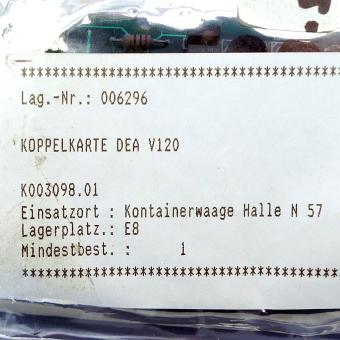 ****************************************
Lag.-Nr.: 006296
KOPPELKARTE DEA V120
K003098.01
Einsatzort : Kontainerwaage Halle N 57
Lagerplatz.: E8
Mindestbest. : 1
****************************************